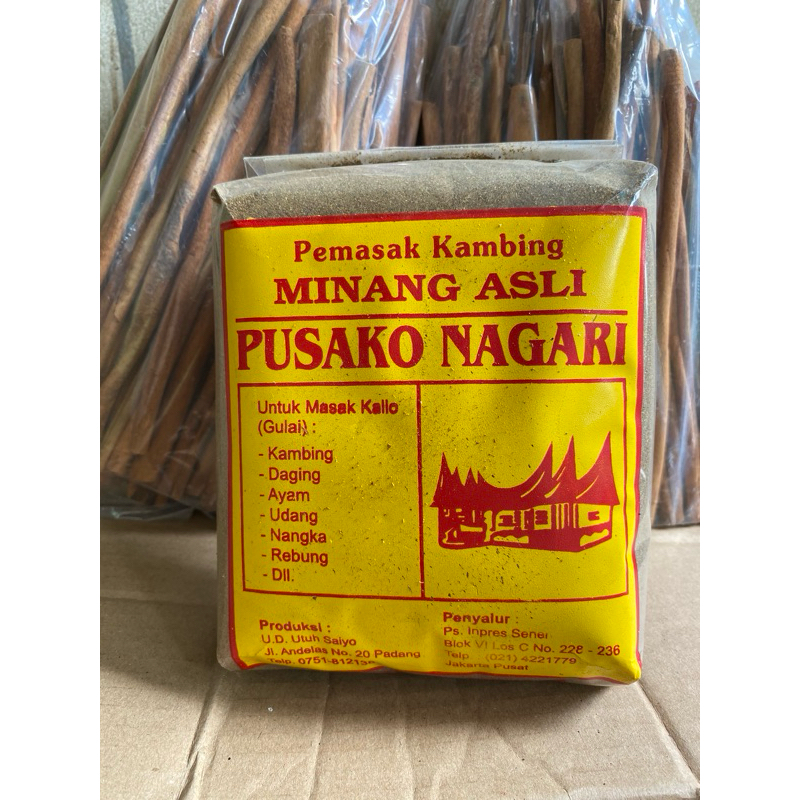 Pemasak Kambing
MINANG ASLI
PUSAKO NAGARI
Untuk Masak Kalio
(Gulai) :
- Kambing
- Daging
- Ayam
- Udang
- Nangka
- Rebung
- Dll.
Produksi :
U.D. Utuh Saiyo
Jl. Andelas No. 20 Padang
Telp.
Penyalur :
Ps. Inpres Senen
Blok VI Los C No. 228 - 236
Telp. (021) 4221779
Jakarta Pusat